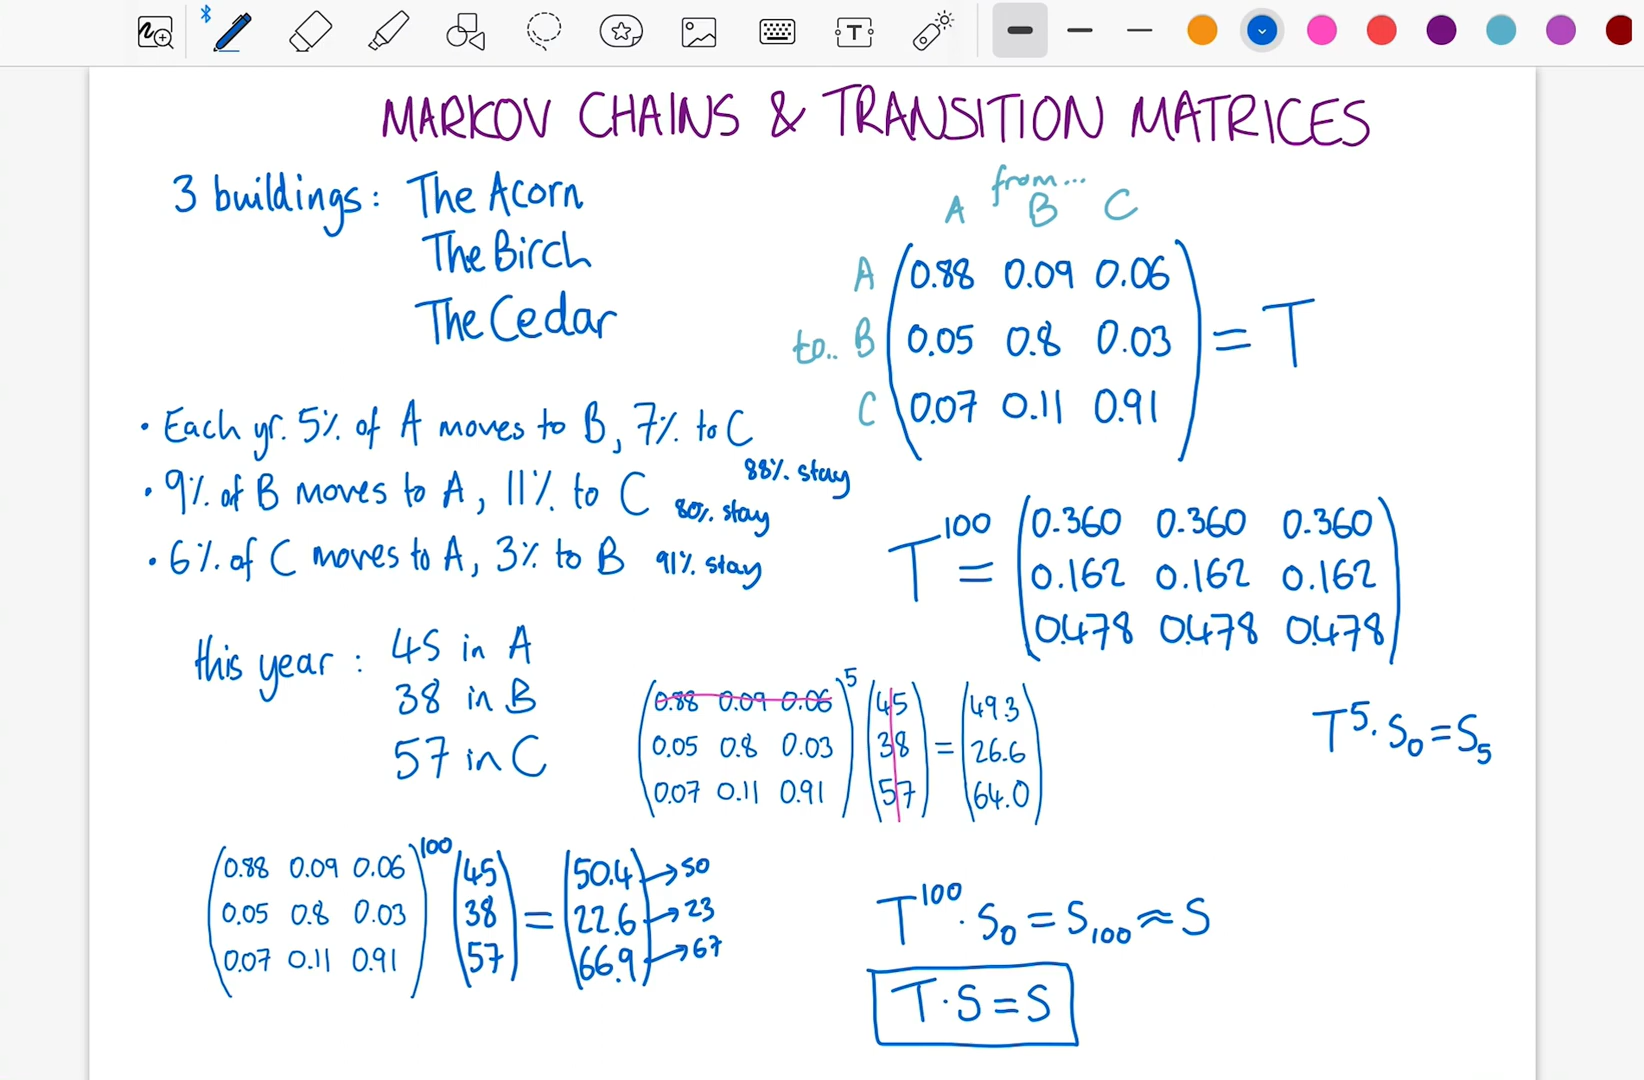 MARKOV CHAINS & TRANSITION MATRICES
3 buildings: The Acorn
The Birch
The Cedar
from...
A B C
A 0.88 0.09 0.06
to.. B 0.05 0.8 0.03 = T
C 0.07 0.11 0.91
• Each yr. 5% of A moves to B, 7% to C
88% stay
• 9% of B moves to A, 11% to C 80% stay
• 6% of C moves to A, 3% to B 91% stay
T^100 =
0.360 0.360 0.360
0.162 0.162 0.162
0.478 0.478 0.478
this year: 45 in A
38 in B
57 in C
5
0.88 0.09 0.06 45 49.3
0.05 0.8 0.03 38 = 26.6
0.07 0.11 0.91 57 64.0
T^5 · S₀ = S₅
100
0.88 0.09 0.06 45 50.4 → 50
0.05 0.8 0.03 38 = 22.6 → 23
0.07 0.11 0.91 57 66.9 → 67
T^100 · S₀ = S₁₀₀ ≈ S
T · S = S